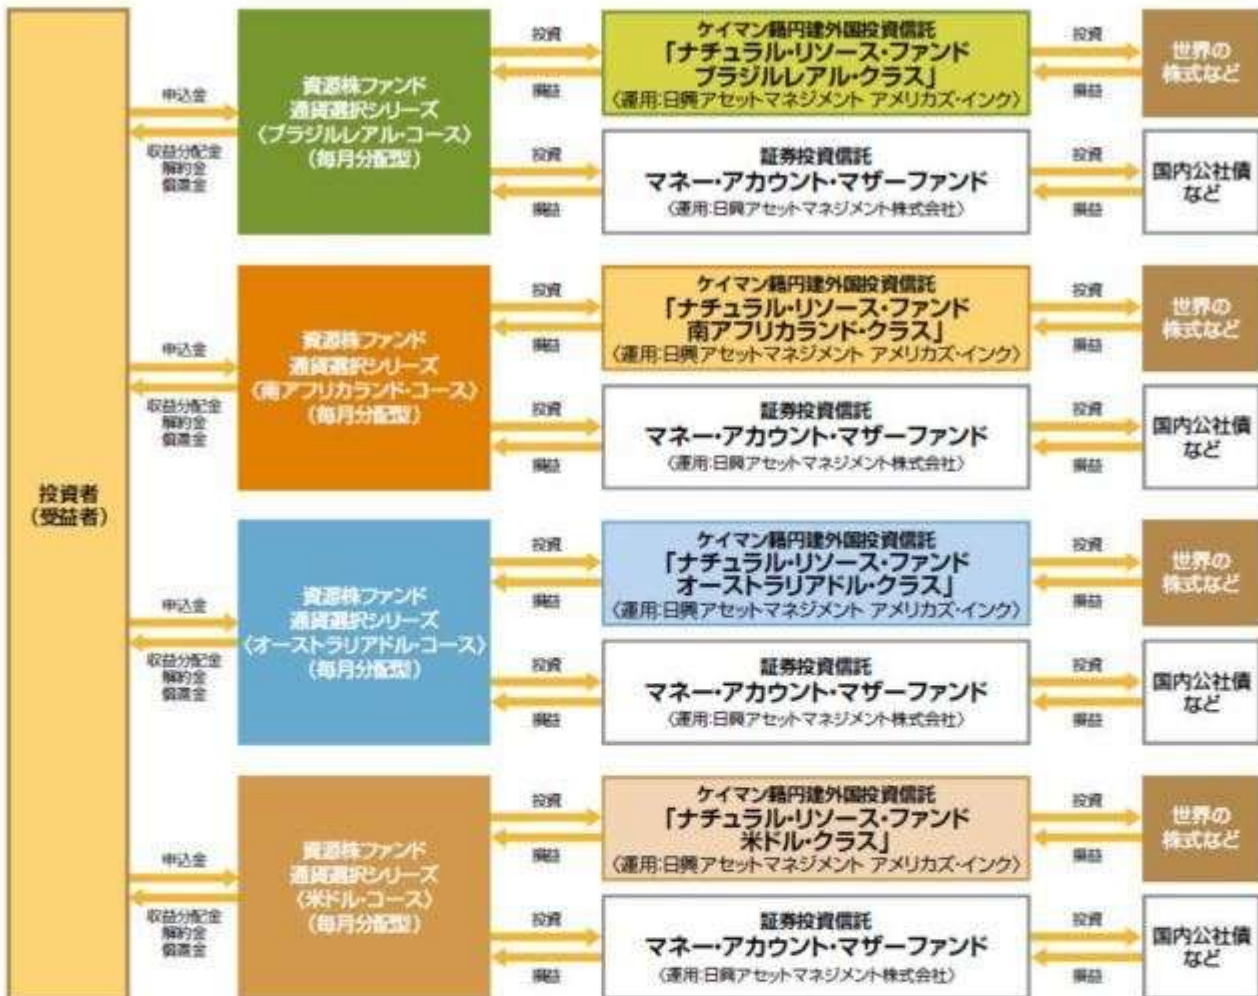 投資者
(受益者)
申込金
収益分配金
解約金
償還金
資源株ファンド
通貨選択シリーズ
〈ブラジルレアル・コース〉
(毎月分配型)
投資
損益
ケイマン籍円建外国投資信託
「ナチュラル・リソース・ファンド
ブラジルレアル・クラス」
〈運用:日興アセットマネジメント アメリカズ・インク〉
投資
損益
世界の
株式など
投資
損益
証券投資信託
マネー・アカウント・マザーファンド
〈運用:日興アセットマネジメント株式会社〉
投資
損益
国内公社債
など
申込金
収益分配金
解約金
償還金
資源株ファンド
通貨選択シリーズ
〈南アフリカランド・コース〉
(毎月分配型)
投資
損益
ケイマン籍円建外国投資信託
「ナチュラル・リソース・ファンド
南アフリカランド・クラス」
〈運用:日興アセットマネジメント アメリカズ・インク〉
投資
損益
世界の
株式など
投資
損益
証券投資信託
マネー・アカウント・マザーファンド
〈運用:日興アセットマネジメント株式会社〉
投資
損益
国内公社債
など
申込金
収益分配金
解約金
償還金
資源株ファンド
通貨選択シリーズ
〈オーストラリアドル・コース〉
(毎月分配型)
投資
損益
ケイマン籍円建外国投資信託
「ナチュラル・リソース・ファンド
オーストラリアドル・クラス」
〈運用:日興アセットマネジメント アメリカズ・インク〉
投資
損益
世界の
株式など
投資
損益
証券投資信託
マネー・アカウント・マザーファンド
〈運用:日興アセットマネジメント株式会社〉
投資
損益
国内公社債
など
申込金
収益分配金
解約金
償還金
資源株ファンド
通貨選択シリーズ
〈米ドル・コース〉
(毎月分配型)
投資
損益
ケイマン籍円建外国投資信託
「ナチュラル・リソース・ファンド
米ドル・クラス」
〈運用:日興アセットマネジメント アメリカズ・インク〉
投資
損益
世界の
株式など
投資
損益
証券投資信託
マネー・アカウント・マザーファンド
〈運用:日興アセットマネジメント株式会社〉
投資
損益
国内公社債
など